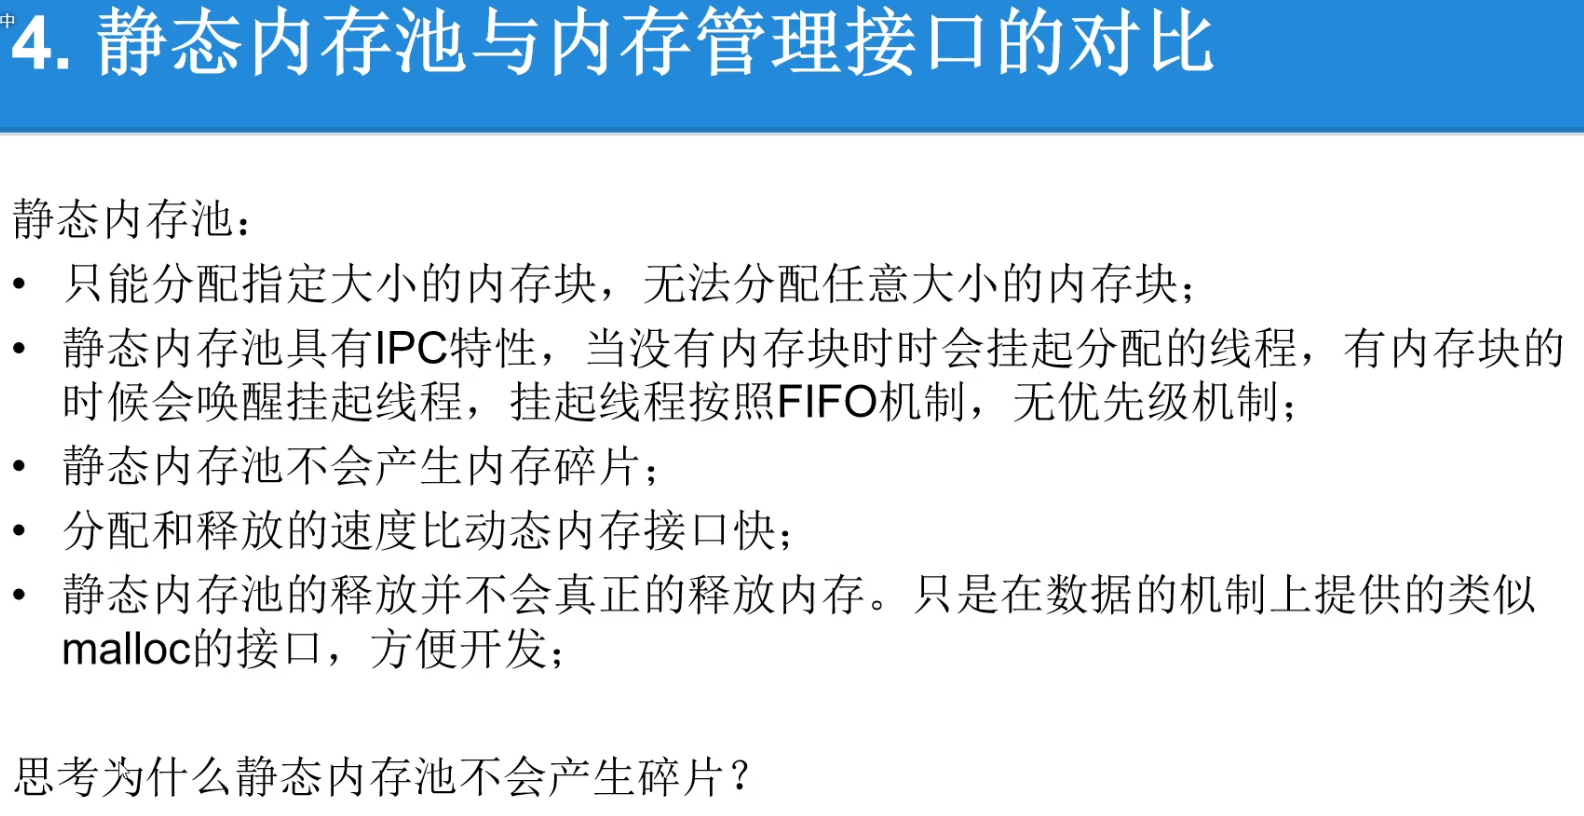 中
4. 静态内存池与内存管理接口的对比
静态内存池：
• 只能分配指定大小的内存块，无法分配任意大小的内存块；
• 静态内存池具有IPC特性，当没有内存块时时会挂起分配的线程，有内存块的
时候会唤醒挂起线程，挂起线程按照FIFO机制，无优先级机制；
• 静态内存池不会产生内存碎片；
• 分配和释放的速度比动态内存接口快；
• 静态内存池的释放并不会真正的释放内存。只是在数据的机制上提供的类似
malloc的接口，方便开发；
思考为什么静态内存池不会产生碎片？